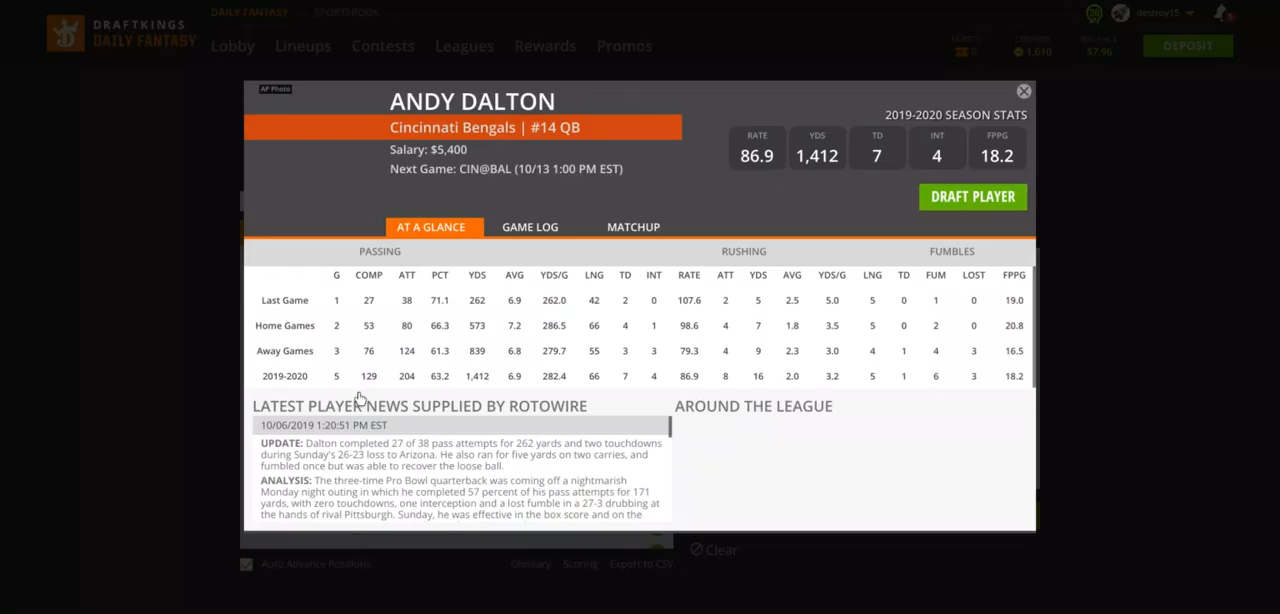 DRAFTKINGS
DAILY FANTASY
DAILY FANTASY
SPORTSBOOK
Lobby Lineups Contests Leagues Rewards Promos
destroy15
1
0
1,610
$7.96
DEPOSIT
AP Photo
ANDY DALTON
Cincinnati Bengals | #14 QB
Salary: $5,400
Next Game: CIN@BAL (10/13 1:00 PM EST)
2019-2020 SEASON STATS
RATE YDS TD INT FPPG
86.9 1,412 7 4 18.2
DRAFT PLAYER
AT A GLANCE GAME LOG MATCHUP
PASSING RUSHING FUMBLES
G COMP ATT PCT YDS AVG YDS/G LNG TD INT RATE ATT YDS AVG YDS/G LNG TD FUM LOST FPPG
Last Game 1 27 38 71.1 262 6.9 262.0 42 2 0 107.6 2 5 2.5 5.0 5 0 1 0 19.0
Home Games 2 53 80 66.3 573 7.2 286.5 66 4 1 98.6 4 7 1.8 3.5 5 0 2 0 20.8
Away Games 3 76 124 61.3 839 6.8 279.7 55 3 3 79.3 4 9 2.3 3.0 4 1 4 3 16.5
2019-2020 5 129 204 63.2 1,412 6.9 282.4 66 7 4 86.9 8 16 2.0 3.2 5 1 6 3 18.2
LATEST PLAYER NEWS SUPPLIED BY ROTOWIRE
10/06/2019 1:20:51 PM EST
UPDATE: Dalton completed 27 of 38 pass attempts for 262 yards and two touchdowns
during Sunday's 26-23 loss to Arizona. He also ran for five yards on two carries, and
fumbled once but was able to recover the loose ball.
ANALYSIS: The three-time Pro Bowl quarterback was coming off a nightmarish
Monday night outing in which he completed 57 percent of his pass attempts for 171
yards, with zero touchdowns, one interception and a lost fumble in a 27-3 drubbing at
the hands of rival Pittsburgh. Sunday, he was effective in the box score and on the
AROUND THE LEAGUE
Clear
Auto Advance Positions
Glossary Scoring Export to CSV